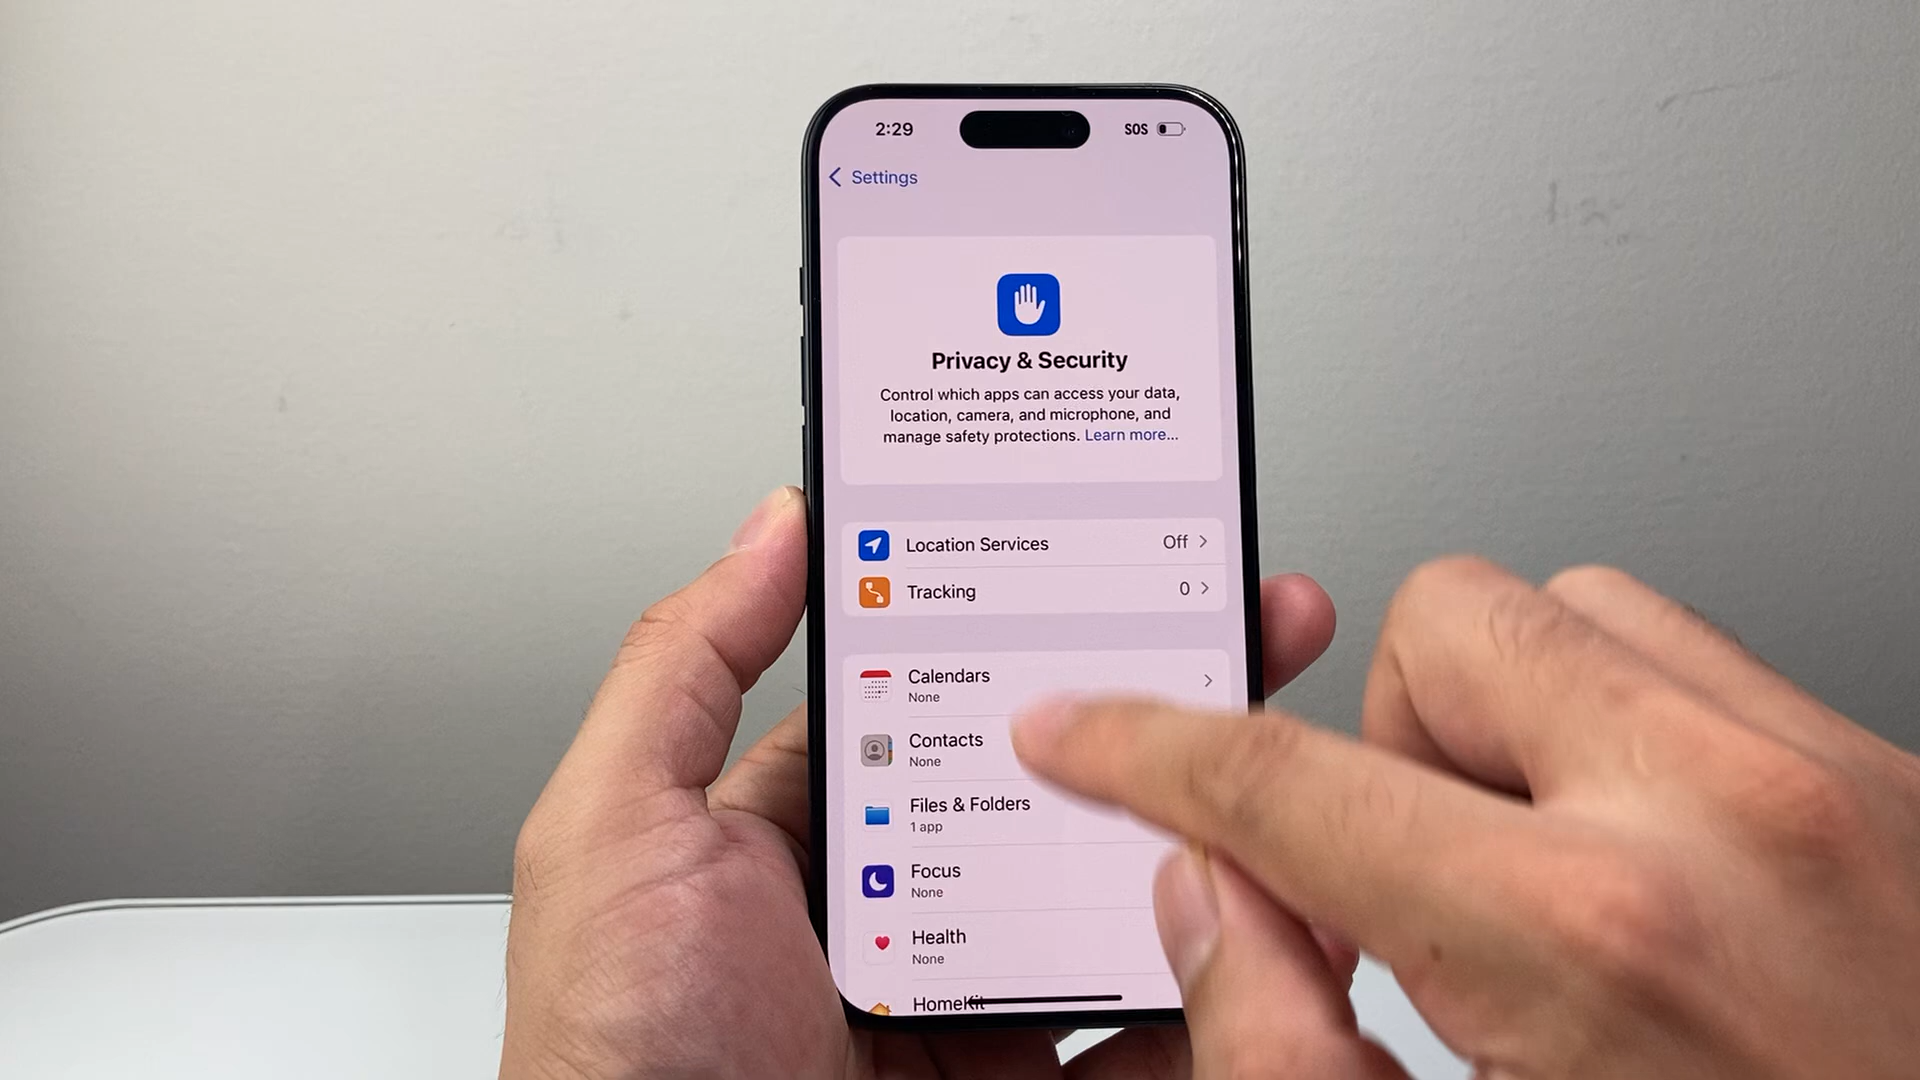 2:29
SOS
Settings
Privacy & Security
Control which apps can access your data,
location, camera, and microphone, and
manage safety protections. Learn more...
Location Services Off
Tracking 0
Calendars
None
Contacts
None
Files & Folders
1 app
Focus
None
Health
None
HomeKit